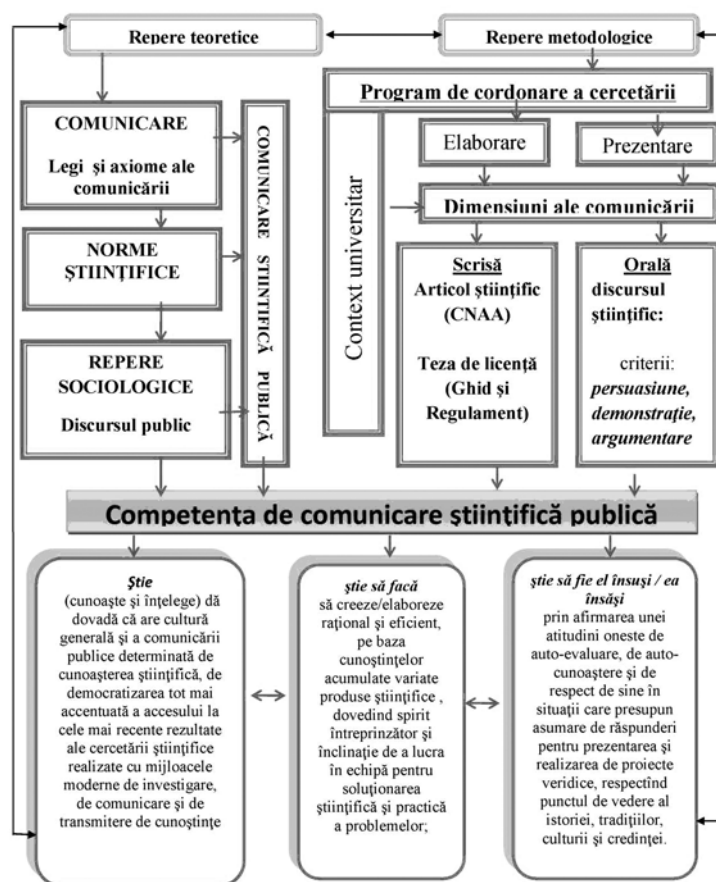 Repere teoretice
Repere metodologice
COMUNICARE
Legi și axiome ale
comunicării
NORME
ȘTIINȚIFICE
REPERE
SOCIOLOGICE
Discursul public
COMUNICARE STIINTIFICĂ PUBLICĂ
Program de cordonare a cercetării
Elaborare
Prezentare
Context universitar
Dimensiuni ale comunicării
Scrisă
Articol ştiinţific
(CNAA)
Teza de licenţă
(Ghid și
Regulament)
Orală
discursul
ştiinţific:
criterii:
persuasiune,
demonstraţie,
argumentare
Competenţa de comunicare ştiinţifică publică
Ştie
(cunoaşte şi înţelege) dă
dovadă că are cultură
generală şi a comunicării
publice determinată de
cunoaşterea ştiinţifică, de
democratizarea tot mai
accentuată a accesului la
cele mai recente rezultate
ale cercetării ştiinţifice
realizate cu mijloacele
moderne de investigare,
de comunicare şi de
transmitere de cunoştinţe
ştie să facă
să creeze/elaboreze
raţional şi eficient,
pe baza
cunoştinţelor
acumulate variate
produse ştiinţifice ,
dovedind spirit
întreprinzător şi
înclinaţie de a lucra
în echipă pentru
soluţionarea
ştiinţifică şi practică
a problemelor;
ştie să fie el însuşi / ea
însăşi
prin afirmarea unei
atitudini oneste de
auto-evaluare, de auto-
cunoaştere şi de
respect de sine în
situaţii care presupun
asumare de răspunderi
pentru prezentarea şi
realizarea de proiecte
veridice, respectînd
punctul de vedere al
istoriei, tradiţiilor,
culturii şi credinţei.